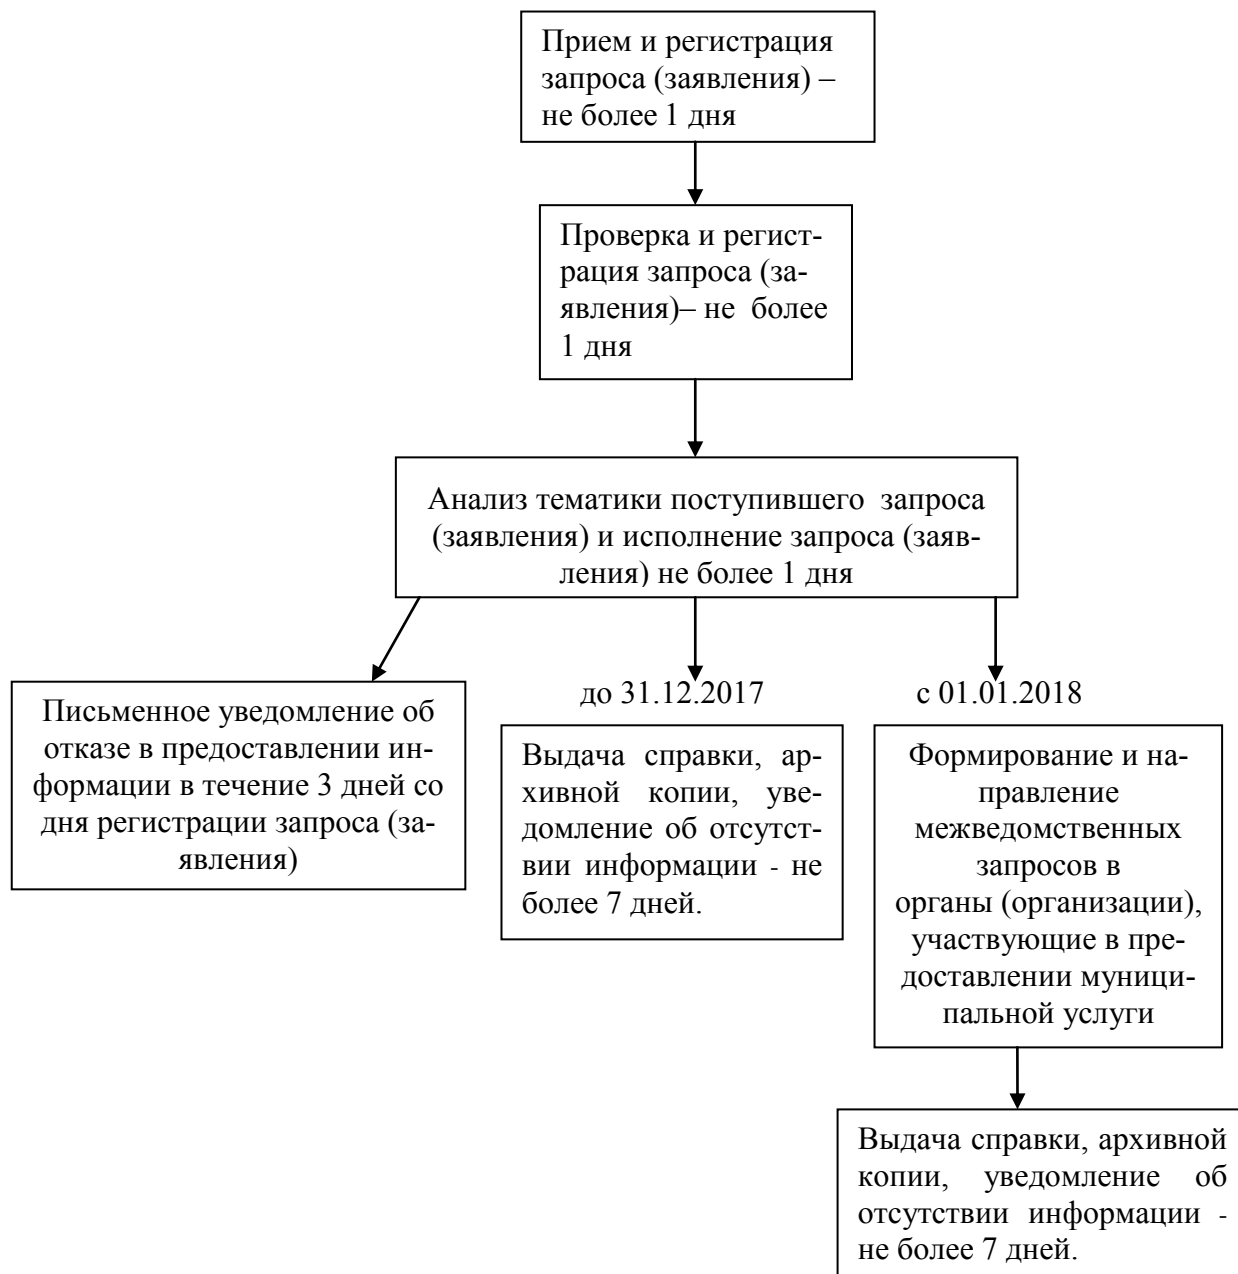 Прием и регистрация
запроса (заявления) –
не более 1 дня
Проверка и регист-
рация запроса (за-
явления)– не более
1 дня
Анализ тематики поступившего запроса
(заявления) и исполнение запроса (заяв-
ления) не более 1 дня
Письменное уведомление об
отказе в предоставлении ин-
формации в течение 3 дней со
дня регистрации запроса (за-
явления)
до 31.12.2017
Выдача справки, ар-
хивной копии, уве-
домление об отсутст-
вии информации - не
более 7 дней.
с 01.01.2018
Формирование и на-
правление
межведомственных
запросов в
органы (организации),
участвующие в пре-
доставлении муници-
пальной услуги
Выдача справки, архивной
копии, уведомление об
отсутствии информации -
не более 7 дней.